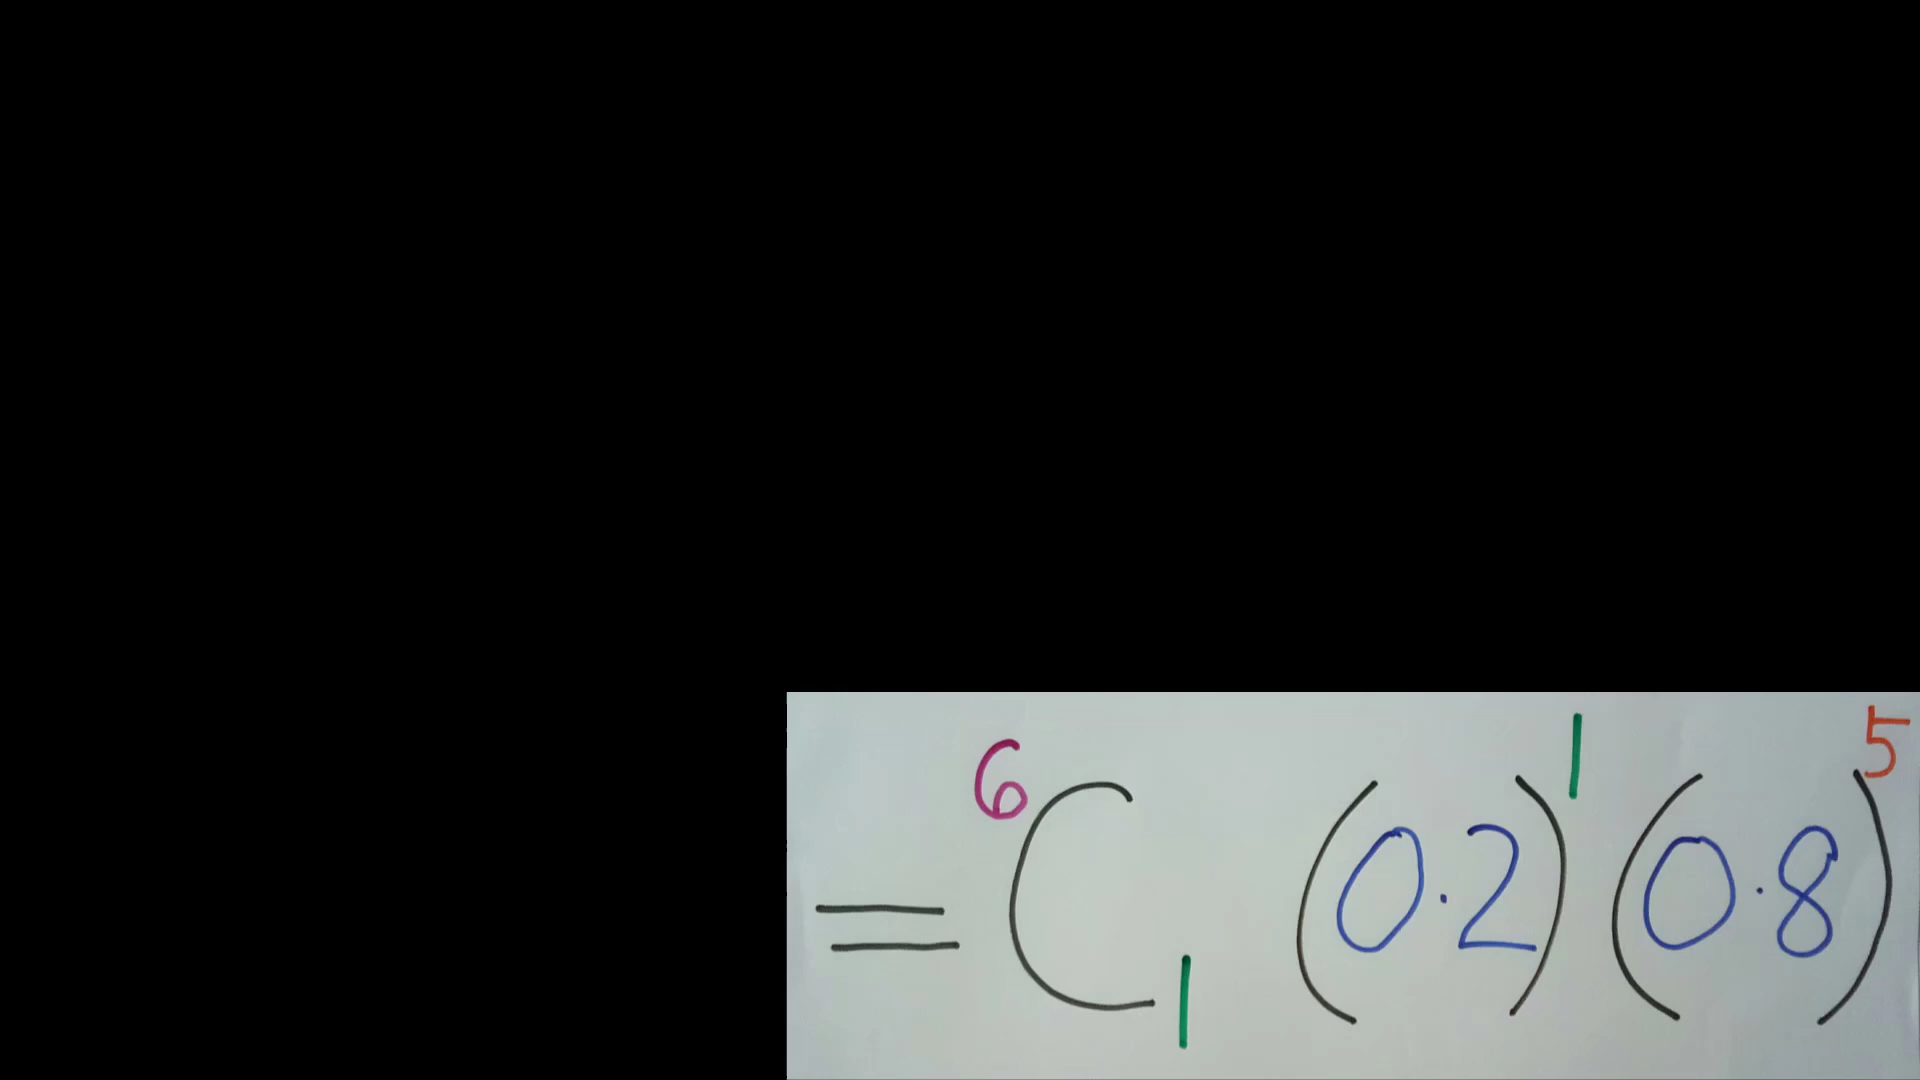 = ⁶C₁ (0.2)¹ (0.8)⁵